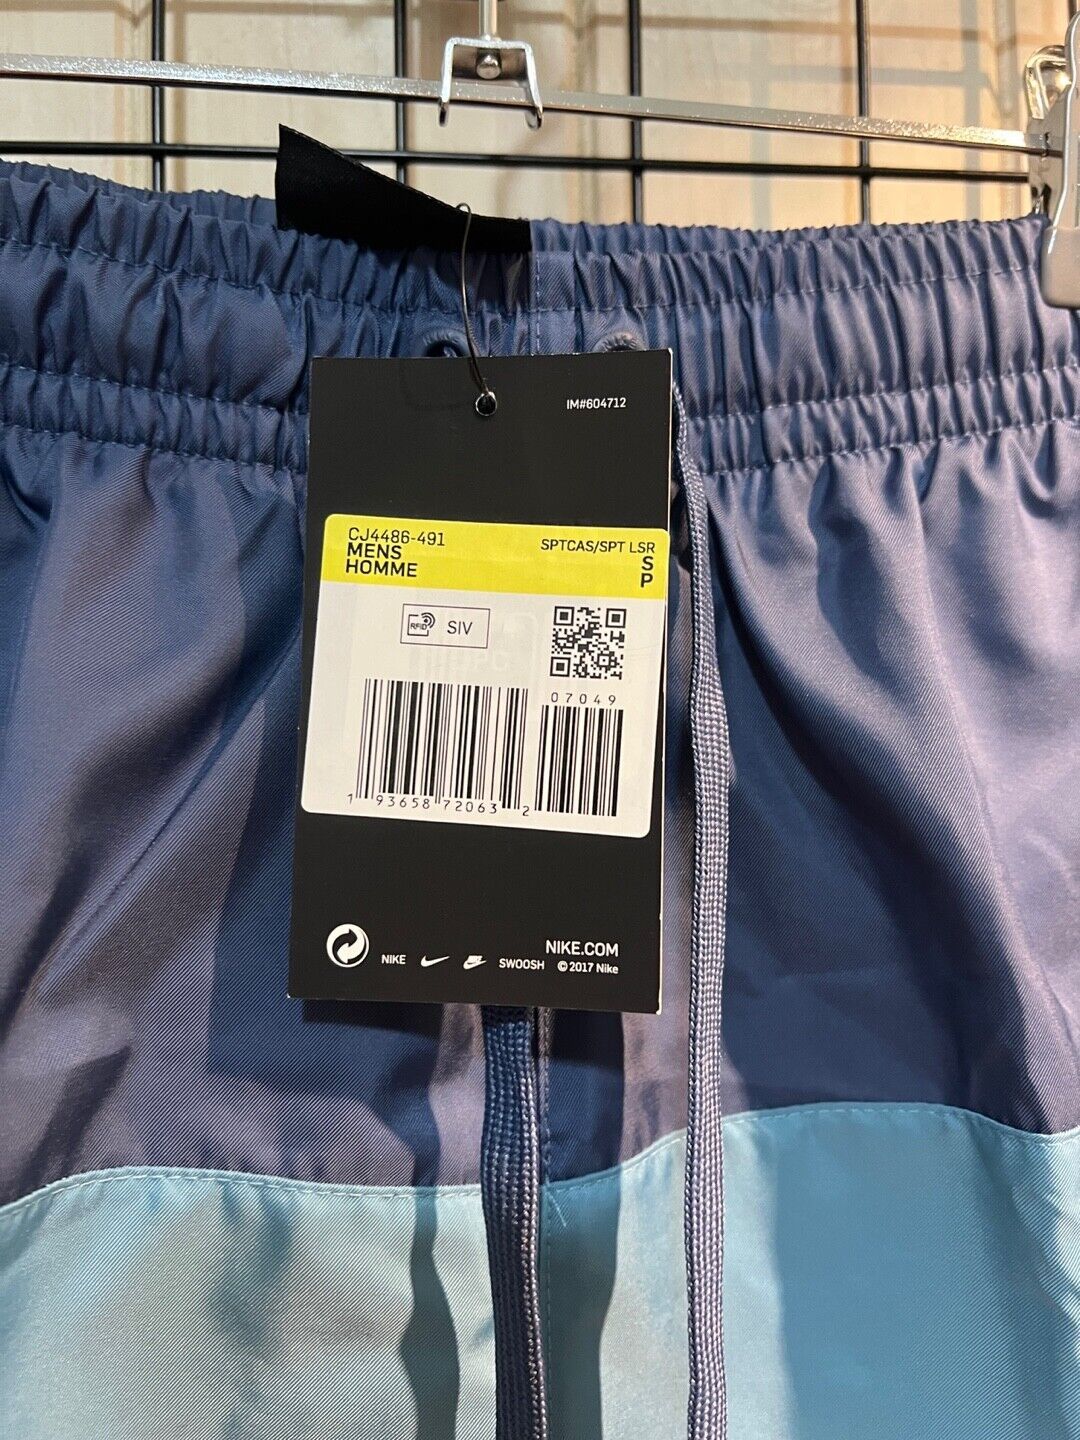 IM#604712
CJ4486-491
MENS
HOMME
SPTCAS/SPT LSR
S
P
RFID
SIV
07049
1 93658 72063 2
NIKE.COM
NIKE SWOOSH © 2017 Nike